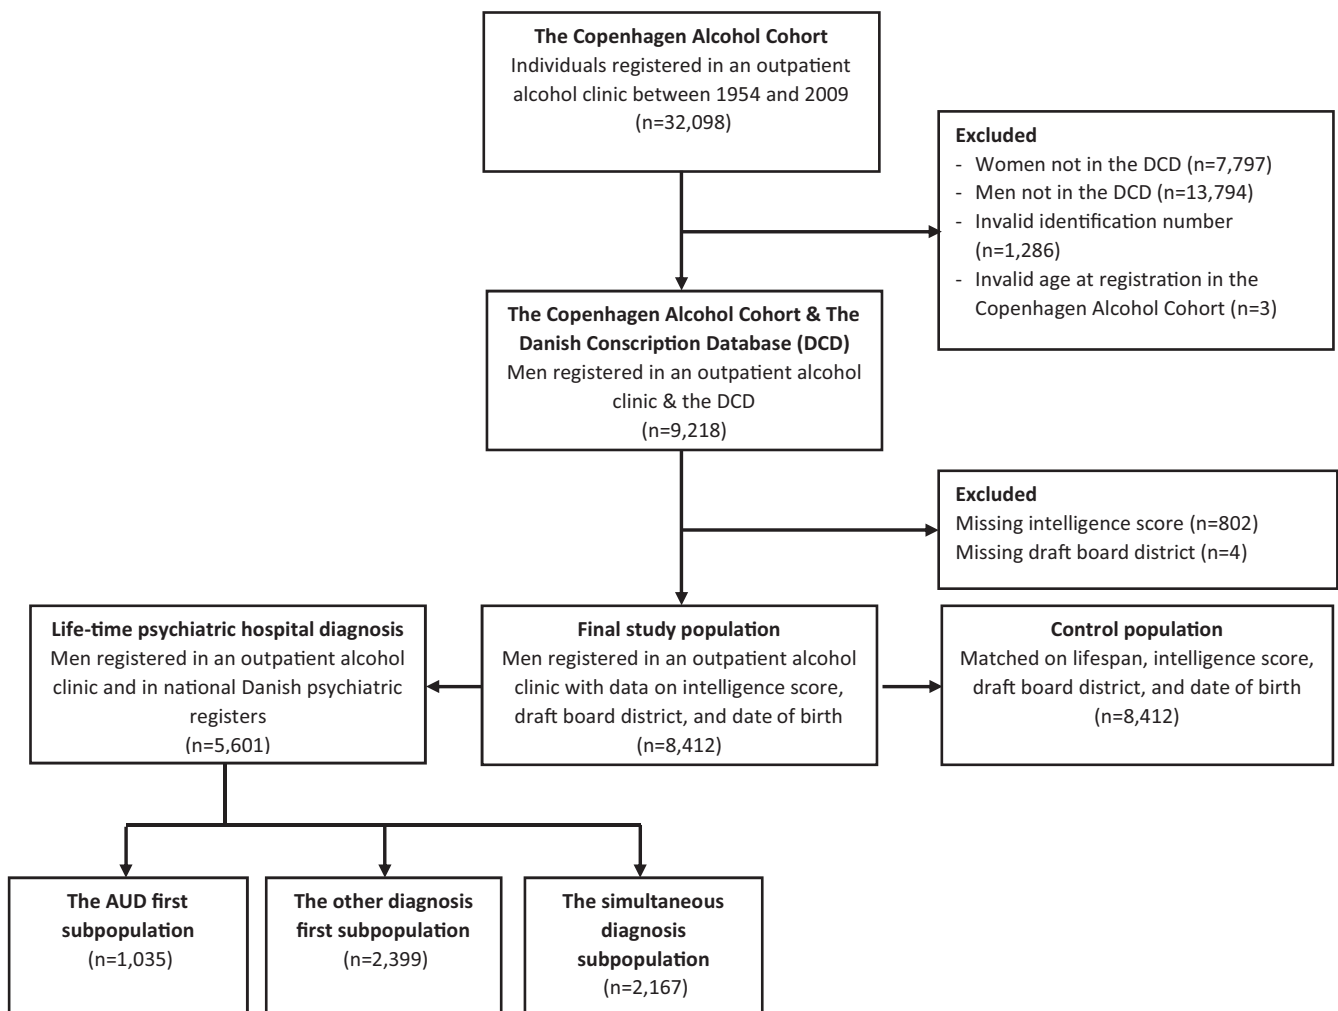 The Copenhagen Alcohol Cohort
Individuals registered in an outpatient
alcohol clinic between 1954 and 2009
(n=32,098)
Excluded
- Women not in the DCD (n=7,797)
- Men not in the DCD (n=13,794)
- Invalid identification number
(n=1,286)
- Invalid age at registration in the
Copenhagen Alcohol Cohort (n=3)
The Copenhagen Alcohol Cohort & The
Danish Conscription Database (DCD)
Men registered in an outpatient alcohol
clinic & the DCD
(n=9,218)
Excluded
Missing intelligence score (n=802)
Missing draft board district (n=4)
Life-time psychiatric hospital diagnosis
Men registered in an outpatient alcohol
clinic and in national Danish psychiatric
registers
(n=5,601)
Final study population
Men registered in an outpatient alcohol
clinic with data on intelligence score,
draft board district, and date of birth
(n=8,412)
Control population
Matched on lifespan, intelligence score,
draft board district, and date of birth
(n=8,412)
The AUD first
subpopulation
(n=1,035)
The other diagnosis
first subpopulation
(n=2,399)
The simultaneous
diagnosis
subpopulation
(n=2,167)